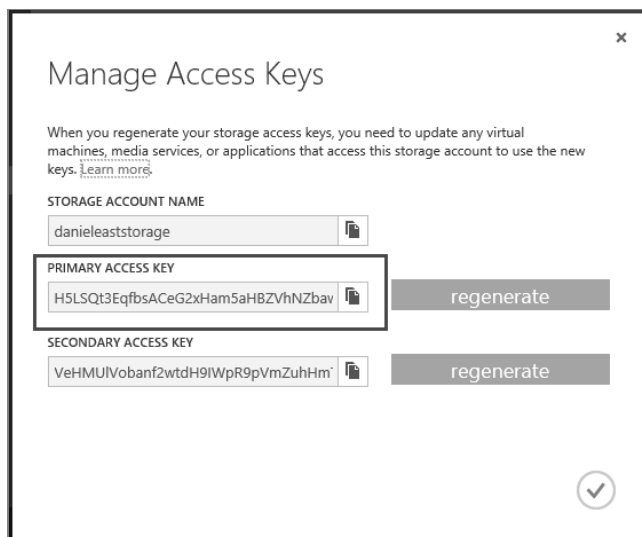 Manage Access Keys
When you regenerate your storage access keys, you need to update any virtual
machines, media services, or applications that access this storage account to use the new
keys. Learn more.
STORAGE ACCOUNT NAME
danieleaststorage
PRIMARY ACCESS KEY
H5LSQt3EqfbsACeG2xHam5aHBZVhNZbaw
regenerate
SECONDARY ACCESS KEY
VeHMUlVobanf2wtdH9IWpR9pVmZuhHmT
regenerate